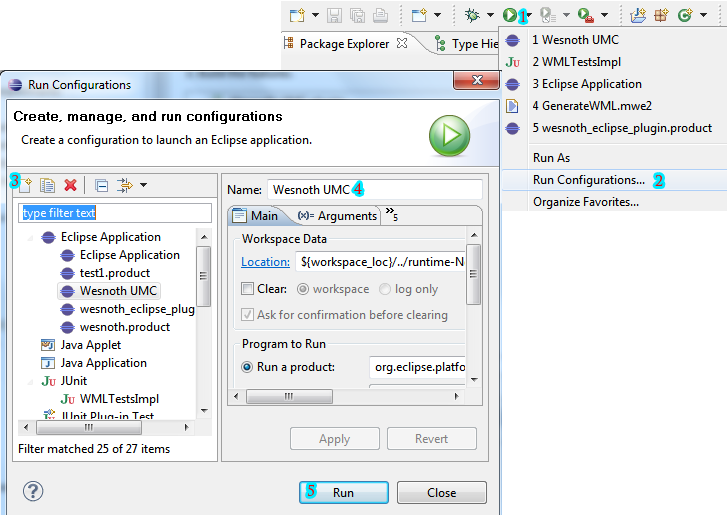 1
Package Explorer
Type Hie
1 Wesnoth UMC
2 WMLTestsImpl
3 Eclipse Application
4 GenerateWML.mwe2
5 wesnoth_eclipse_plugin.product
Run As
Run Configurations... 2
Organize Favorites...
Run Configurations
Create, manage, and run configurations
Create a configuration to launch an Eclipse application.
3
type filter text
Eclipse Application
Eclipse Application
test1.product
Wesnoth UMC
wesnoth_eclipse_plug
wesnoth.product
Java Applet
Java Application
JUnit
WMLTestsImpl
JUnit Plug-in Test
Filter matched 25 of 27 items
Name: Wesnoth UMC 4
Main
(x)= Arguments
»5
Workspace Data
Location: ${workspace_loc}/../runtime-N
Clear: workspace log only
Ask for confirmation before clearing
Program to Run
Run a product: org.eclipse.platfo
Apply Revert
5 Run Close